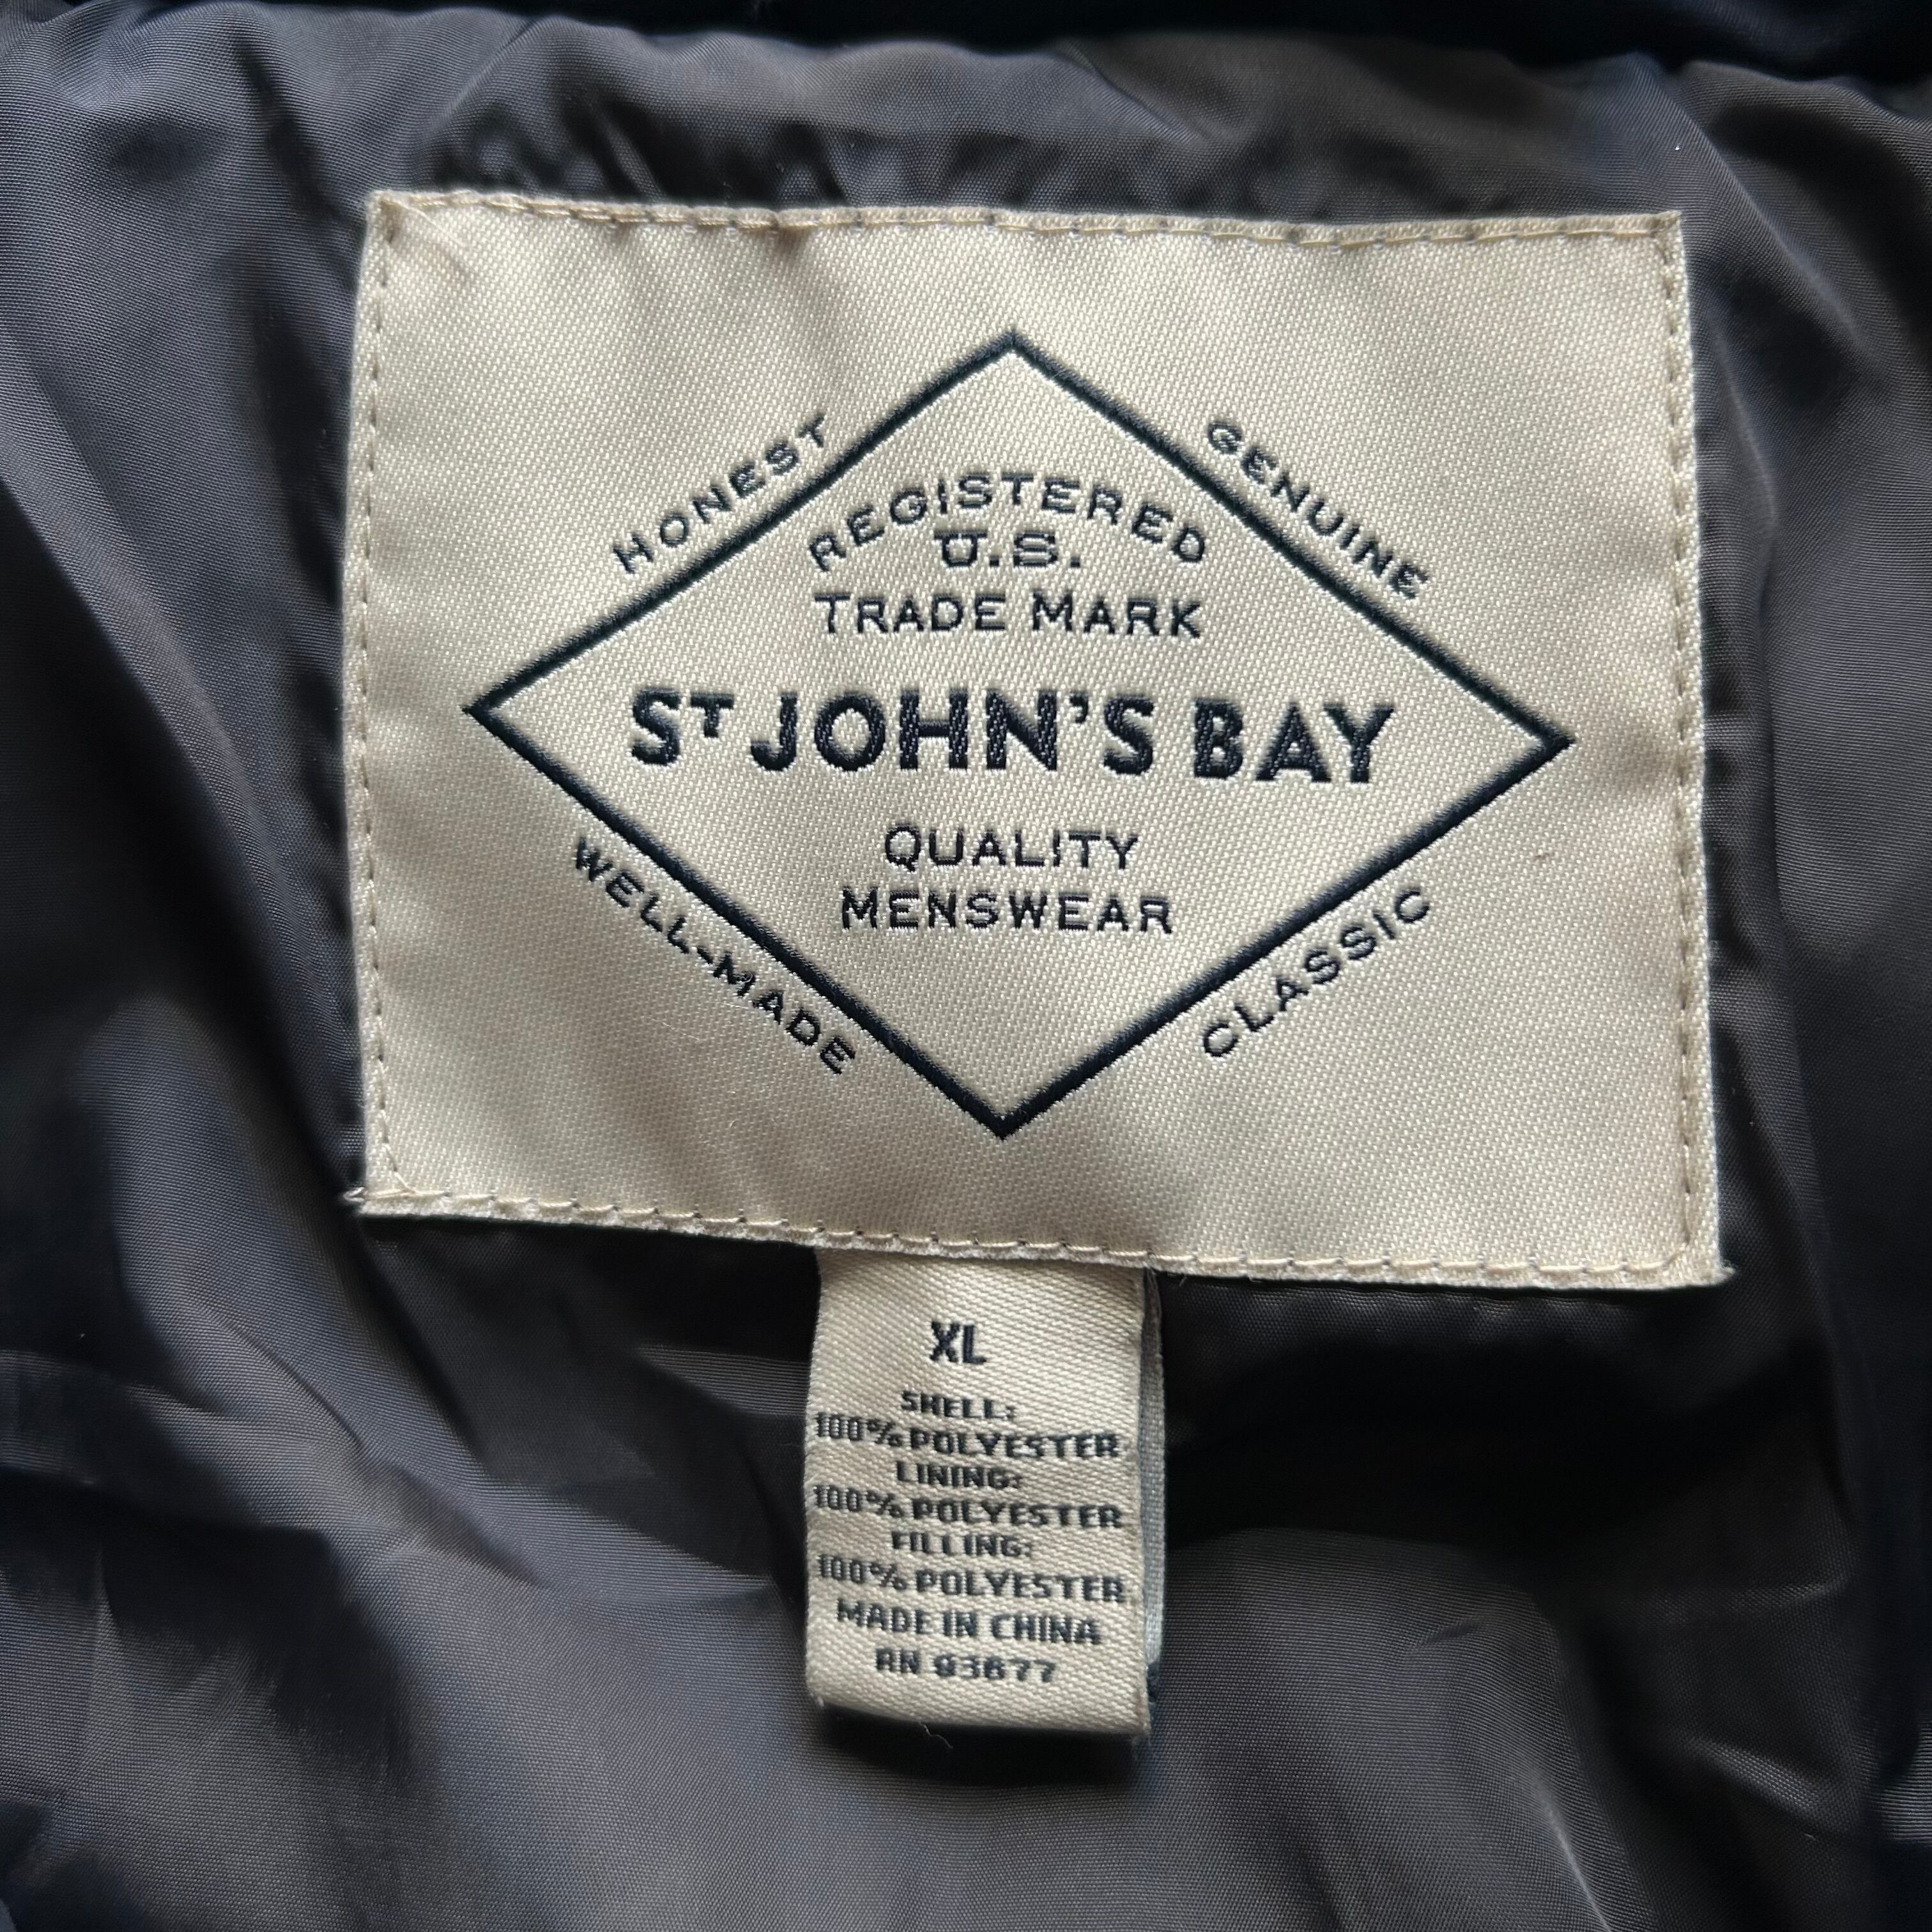 HONEST
GENUINE
REGISTERED
U.S.
TRADE MARK
ST JOHN'S BAY
QUALITY
MENSWEAR
WELL-MADE
CLASSIC
XL
SHELL:
100% POLYESTER
LINING:
100% POLYESTER
FILLING:
100% POLYESTER
MADE IN CHINA
RN 93677